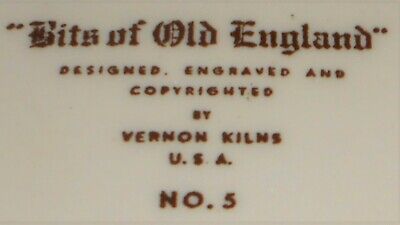 "Bits of Old England"
DESIGNED, ENGRAVED AND
COPYRIGHTED
BY
VERNON KILNS
U.S.A.
NO. 5